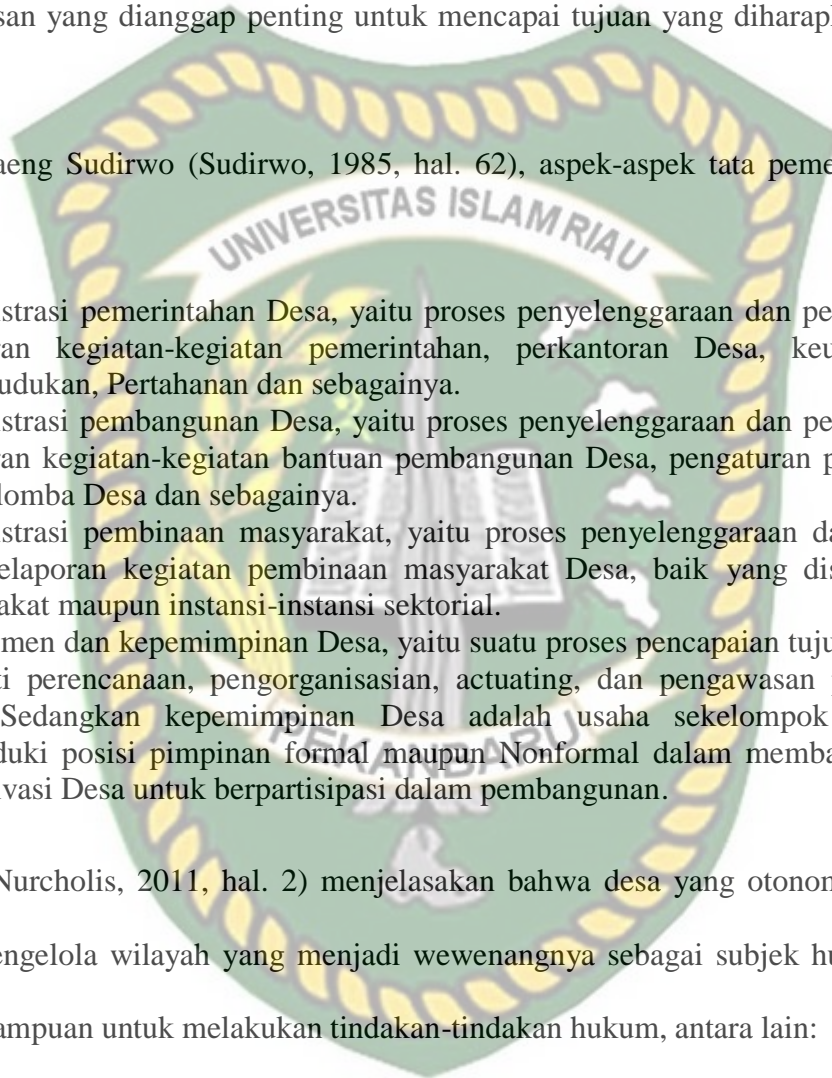 san yang dianggap penting untuk mencapai tujuan yang diharapk
aeng Sudirwo (Sudirwo, 1985, hal. 62), aspek-aspek tata peme
UNIVERSITAS ISLAM RIAU
istrasi pemerintahan Desa, yaitu proses penyelenggaraan dan pe
ran kegiatan-kegiatan pemerintahan, perkantoran Desa, keu
udukan, Pertahanan dan sebagainya.
istrasi pembangunan Desa, yaitu proses penyelenggaraan dan pe
ran kegiatan-kegiatan bantuan pembangunan Desa, pengaturan p
lomba Desa dan sebagainya.
istrasi pembinaan masyarakat, yaitu proses penyelenggaraan da
elaporan kegiatan pembinaan masyarakat Desa, baik yang dis
akat maupun instansi-instansi sektorial.
men dan kepemimpinan Desa, yaitu suatu proses pencapaian tuju
ti perencanaan, pengorganisasian, actuating, dan pengawasan
Sedangkan kepemimpinan Desa adalah usaha sekelompok
duki posisi pimpinan formal maupun Nonformal dalam memba
PEKANBARU
ivasi Desa untuk berpartisipasi dalam pembangunan.
Nurcholis, 2011, hal. 2) menjelasakan bahwa desa yang otonom
engelola wilayah yang menjadi wewenangnya sebagai subjek hu
ampuan untuk melakukan tindakan-tindakan hukum, antara lain: